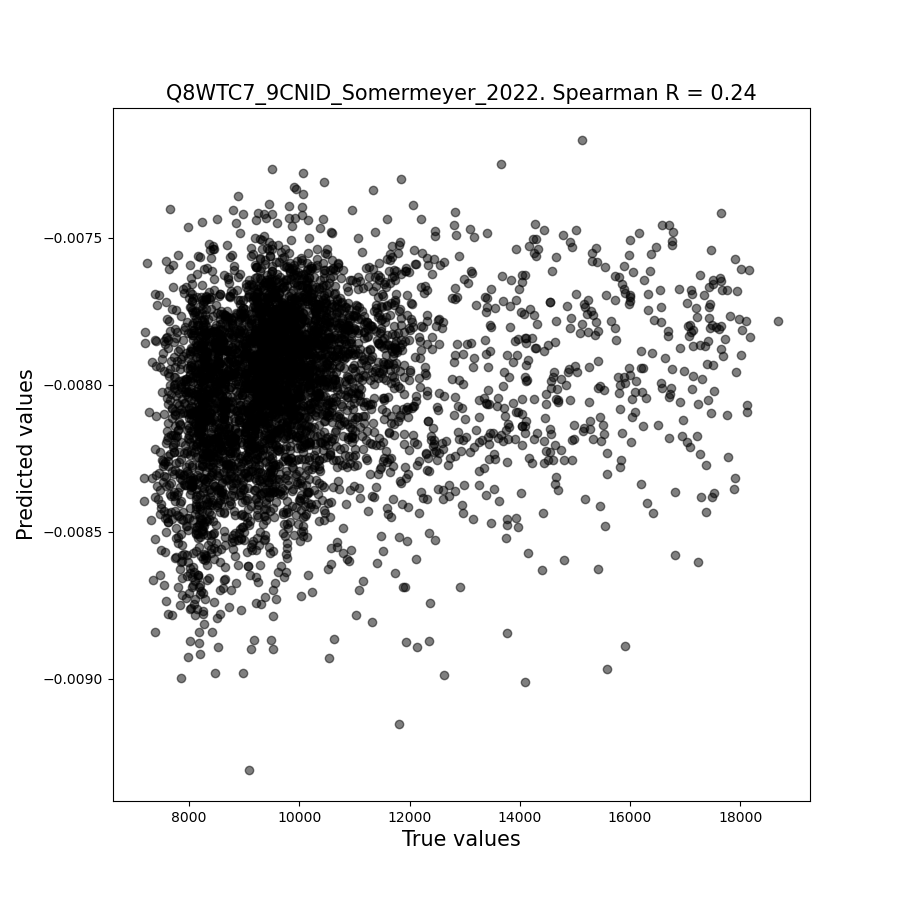 Q8WTC7_9CNID_Somermeyer_2022. Spearman R = 0.24
Predicted values
−0.0075
−0.0080
−0.0085
−0.0090
8000 10000 12000 14000 16000 18000
True values